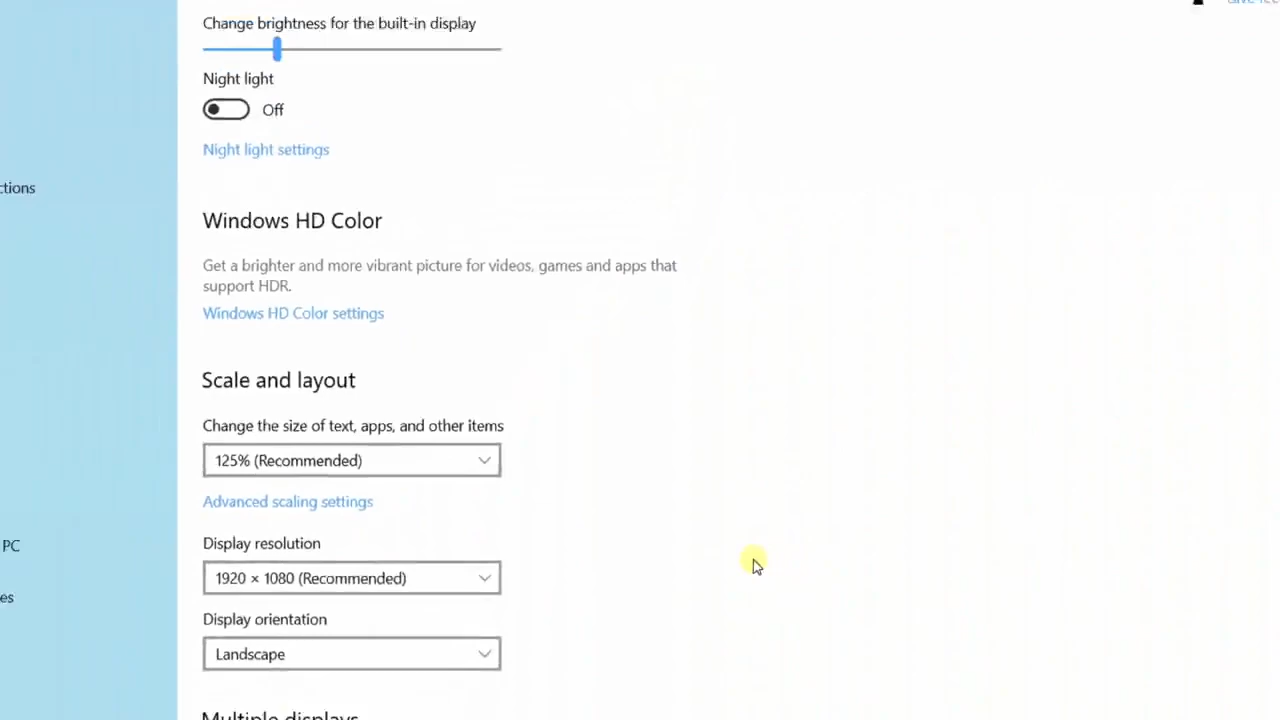 Change brightness for the built-in display
Night light
Off
Night light settings
ctions
Windows HD Color
Get a brighter and more vibrant picture for videos, games and apps that
support HDR.
Windows HD Color settings
Scale and layout
Change the size of text, apps, and other items
125% (Recommended)
Advanced scaling settings
PC
Display resolution
1920 × 1080 (Recommended)
es
Display orientation
Landscape
Multiple displays